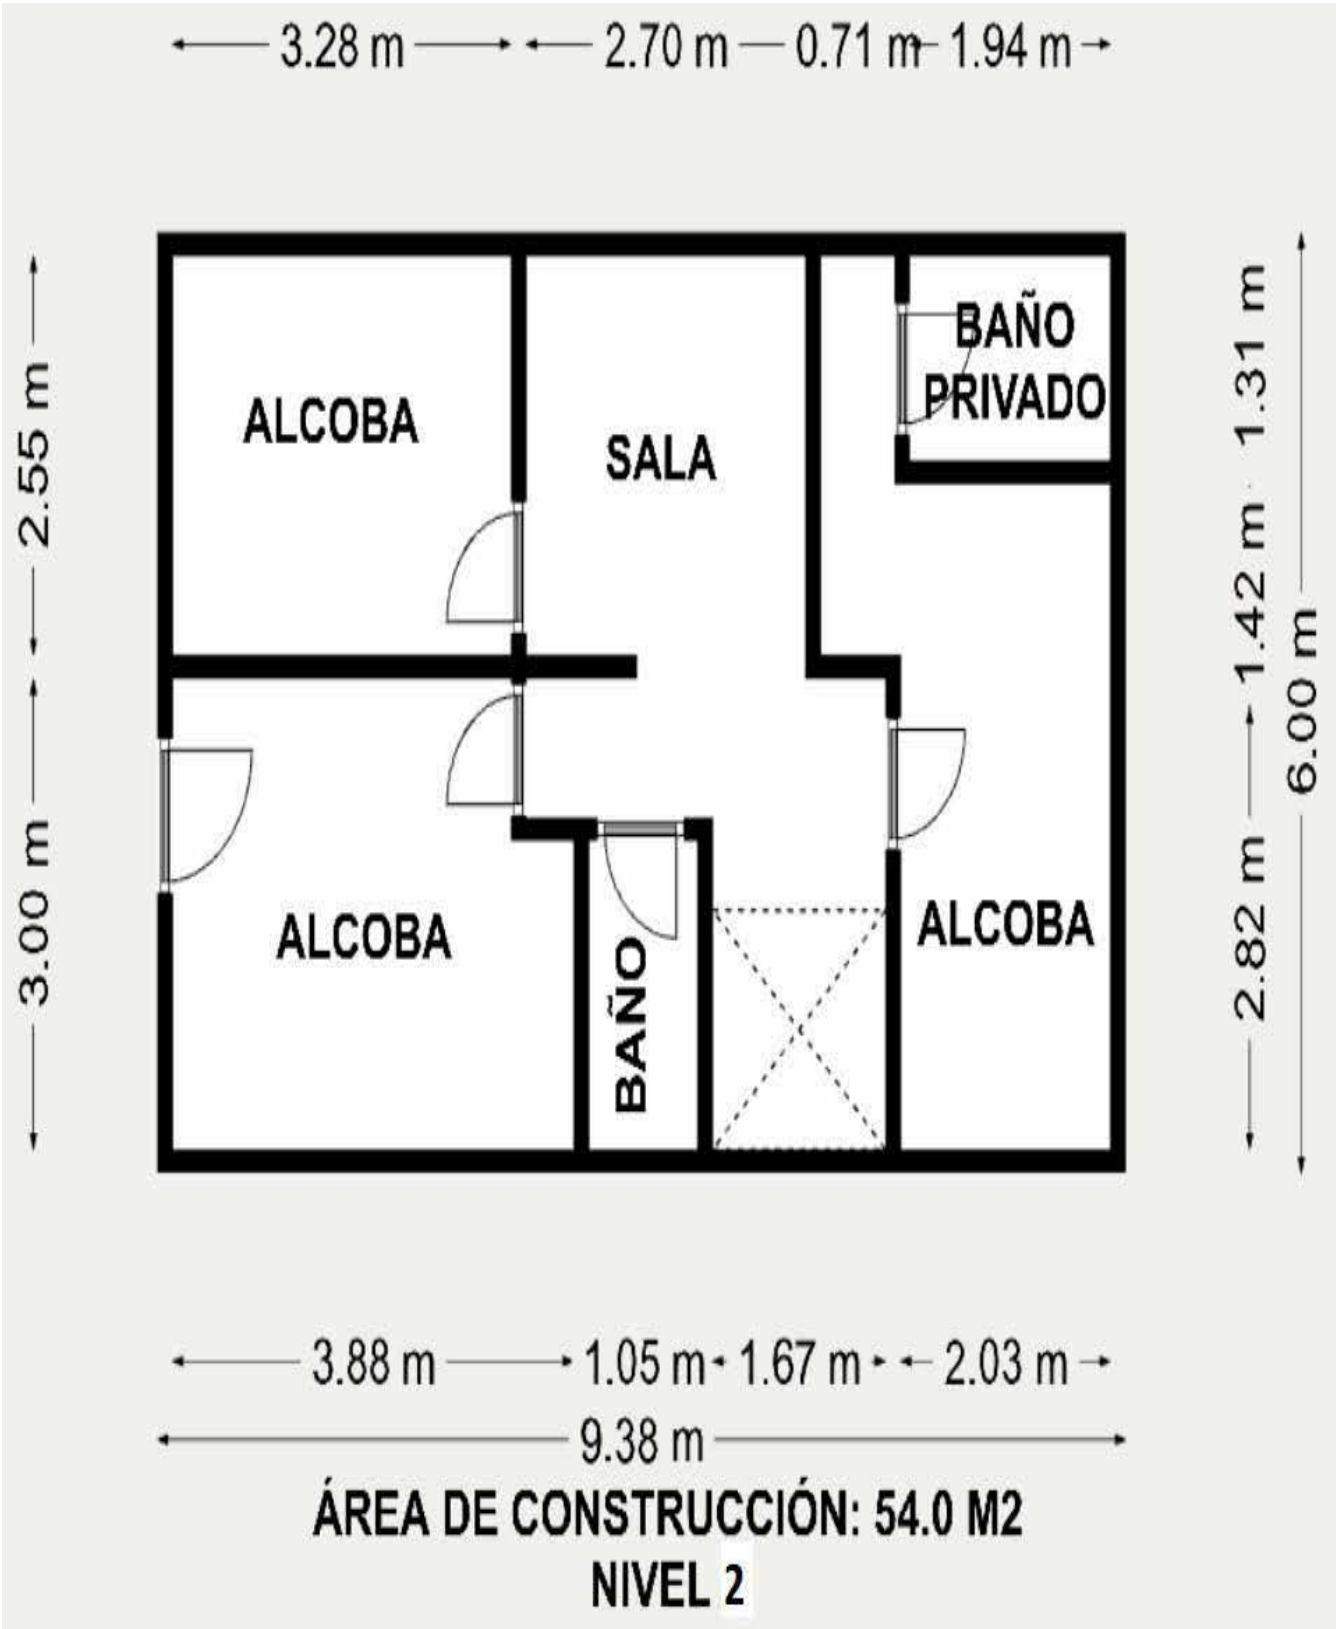 3.28 m 2.70 m 0.71 m 1.94 m
BAÑO
PRIVADO
ALCOBA
SALA
2.55 m
1.31 m
1.42 m
6.00 m
3.00 m
2.82 m
ALCOBA
BAÑO
ALCOBA
3.88 m 1.05 m 1.67 m 2.03 m
9.38 m
ÁREA DE CONSTRUCCIÓN: 54.0 M2
NIVEL 2